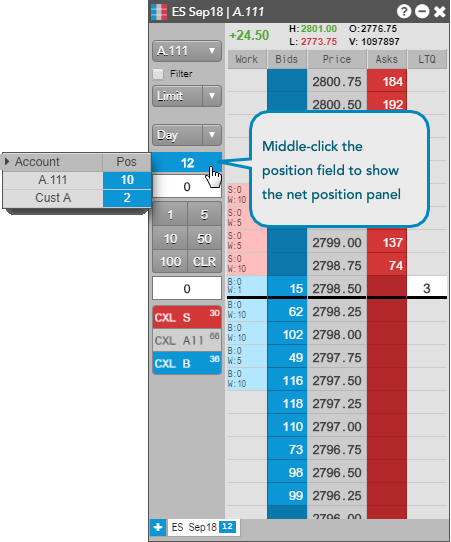 ES Sep18 | A.111
+24.50 H: 2801.00 O: 2776.75
L: 2773.75 V: 1097897
A.111
Filter
Limit
Day
12
0
1 5
10 50
100 CLR
0
CXL S 30
CXL All 66
CXL B 36
Account Pos
A.111 10
Cust A 2
Middle-click the
position field to show
the net position panel
Work Bids Price Asks LTQ
2800.75 184
2800.50 192
S:0
W:10
S:0
W:5
2799.00 137
S:0
W:10
2798.75 74
B:0
W:1
15 2798.50 3
B:0
W:10
62 2798.25
B:0
W:10
102 2798.00
B:0
W:5
49 2797.75
B:0
W:10
116 2797.50
118 2797.25
110 2797.00
73 2796.75
98 2796.50
99 2796.25
2796.00
ES Sep18 12